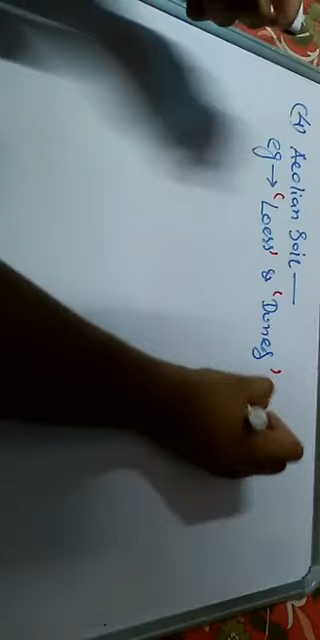 (4) Aeolian Soil —
eg → 'Loess' & 'Dunes'